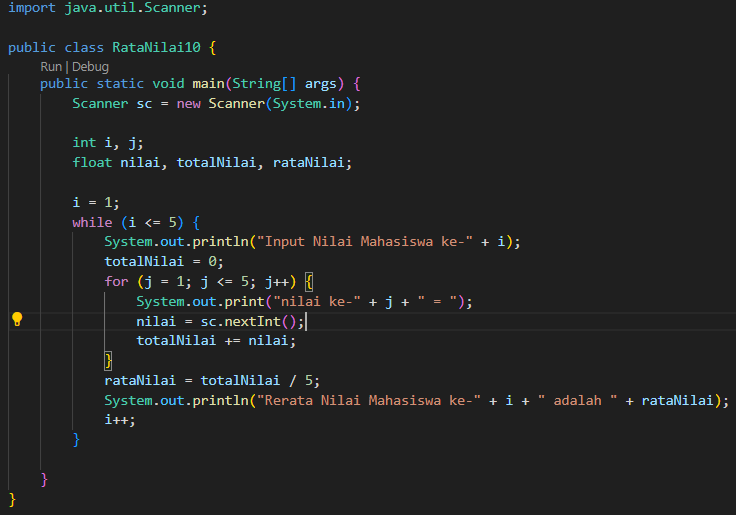 import java.util.Scanner;
public class RataNilai10 {
Run | Debug
public static void main(String[] args) {
Scanner sc = new Scanner(System.in);
int i, j;
float nilai, totalNilai, rataNilai;
i = 1;
while (i <= 5) {
System.out.println("Input Nilai Mahasiswa ke-" + i);
totalNilai = 0;
for (j = 1; j <= 5; j++) {
System.out.print("nilai ke-" + j + " = ");
nilai = sc.nextInt();
totalNilai += nilai;
}
rataNilai = totalNilai / 5;
System.out.println("Rerata Nilai Mahasiswa ke-" + i + " adalah " + rataNilai);
i++;
}
}
}